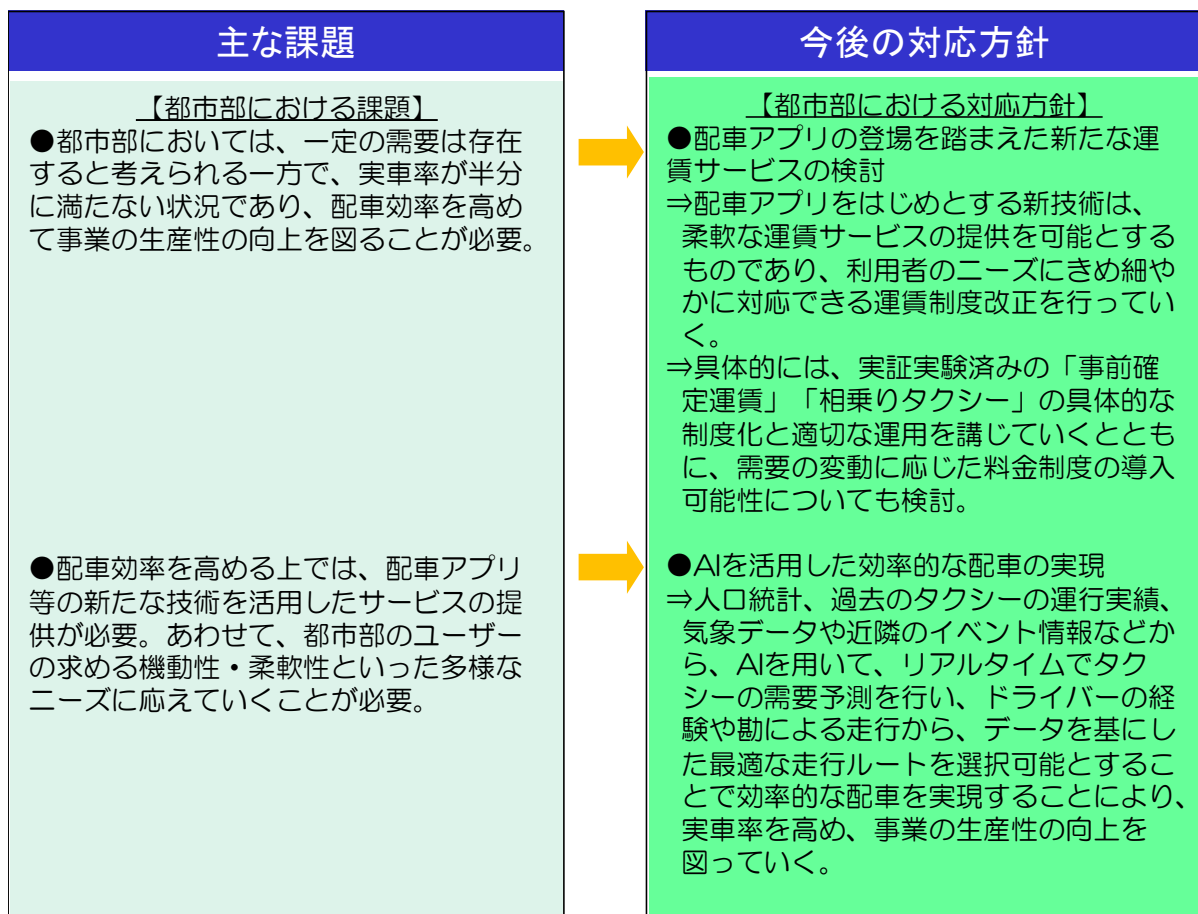 主な課題
【都市部における課題】
●都市部においては、一定の需要は存在
すると考えられる一方で、実車率が半分
に満たない状況であり、配車効率を高め
て事業の生産性の向上を図ることが必要。
●配車効率を高める上では、配車アプリ
等の新たな技術を活用したサービスの提
供が必要。あわせて、都市部のユーザー
の求める機動性・柔軟性といった多様な
ニーズに応えていくことが必要。
今後の対応方針
【都市部における対応方針】
●配車アプリの登場を踏まえた新たな運
賃サービスの検討
⇒配車アプリをはじめとする新技術は、
柔軟な運賃サービスの提供を可能とする
ものであり、利用者のニーズにきめ細や
かに対応できる運賃制度改正を行ってい
く。
⇒具体的には、実証実験済みの「事前確
定運賃」「相乗りタクシー」の具体的な
制度化と適切な運用を講じていくととも
に、需要の変動に応じた料金制度の導入
可能性についても検討。
●AIを活用した効率的な配車の実現
⇒人口統計、過去のタクシーの運行実績、
気象データや近隣のイベント情報などか
ら、AIを用いて、リアルタイムでタク
シーの需要予測を行い、ドライバーの経
験や勘による走行から、データを基にし
た最適な走行ルートを選択可能とするこ
とで効率的な配車を実現することにより、
実車率を高め、事業の生産性の向上を
図っていく。